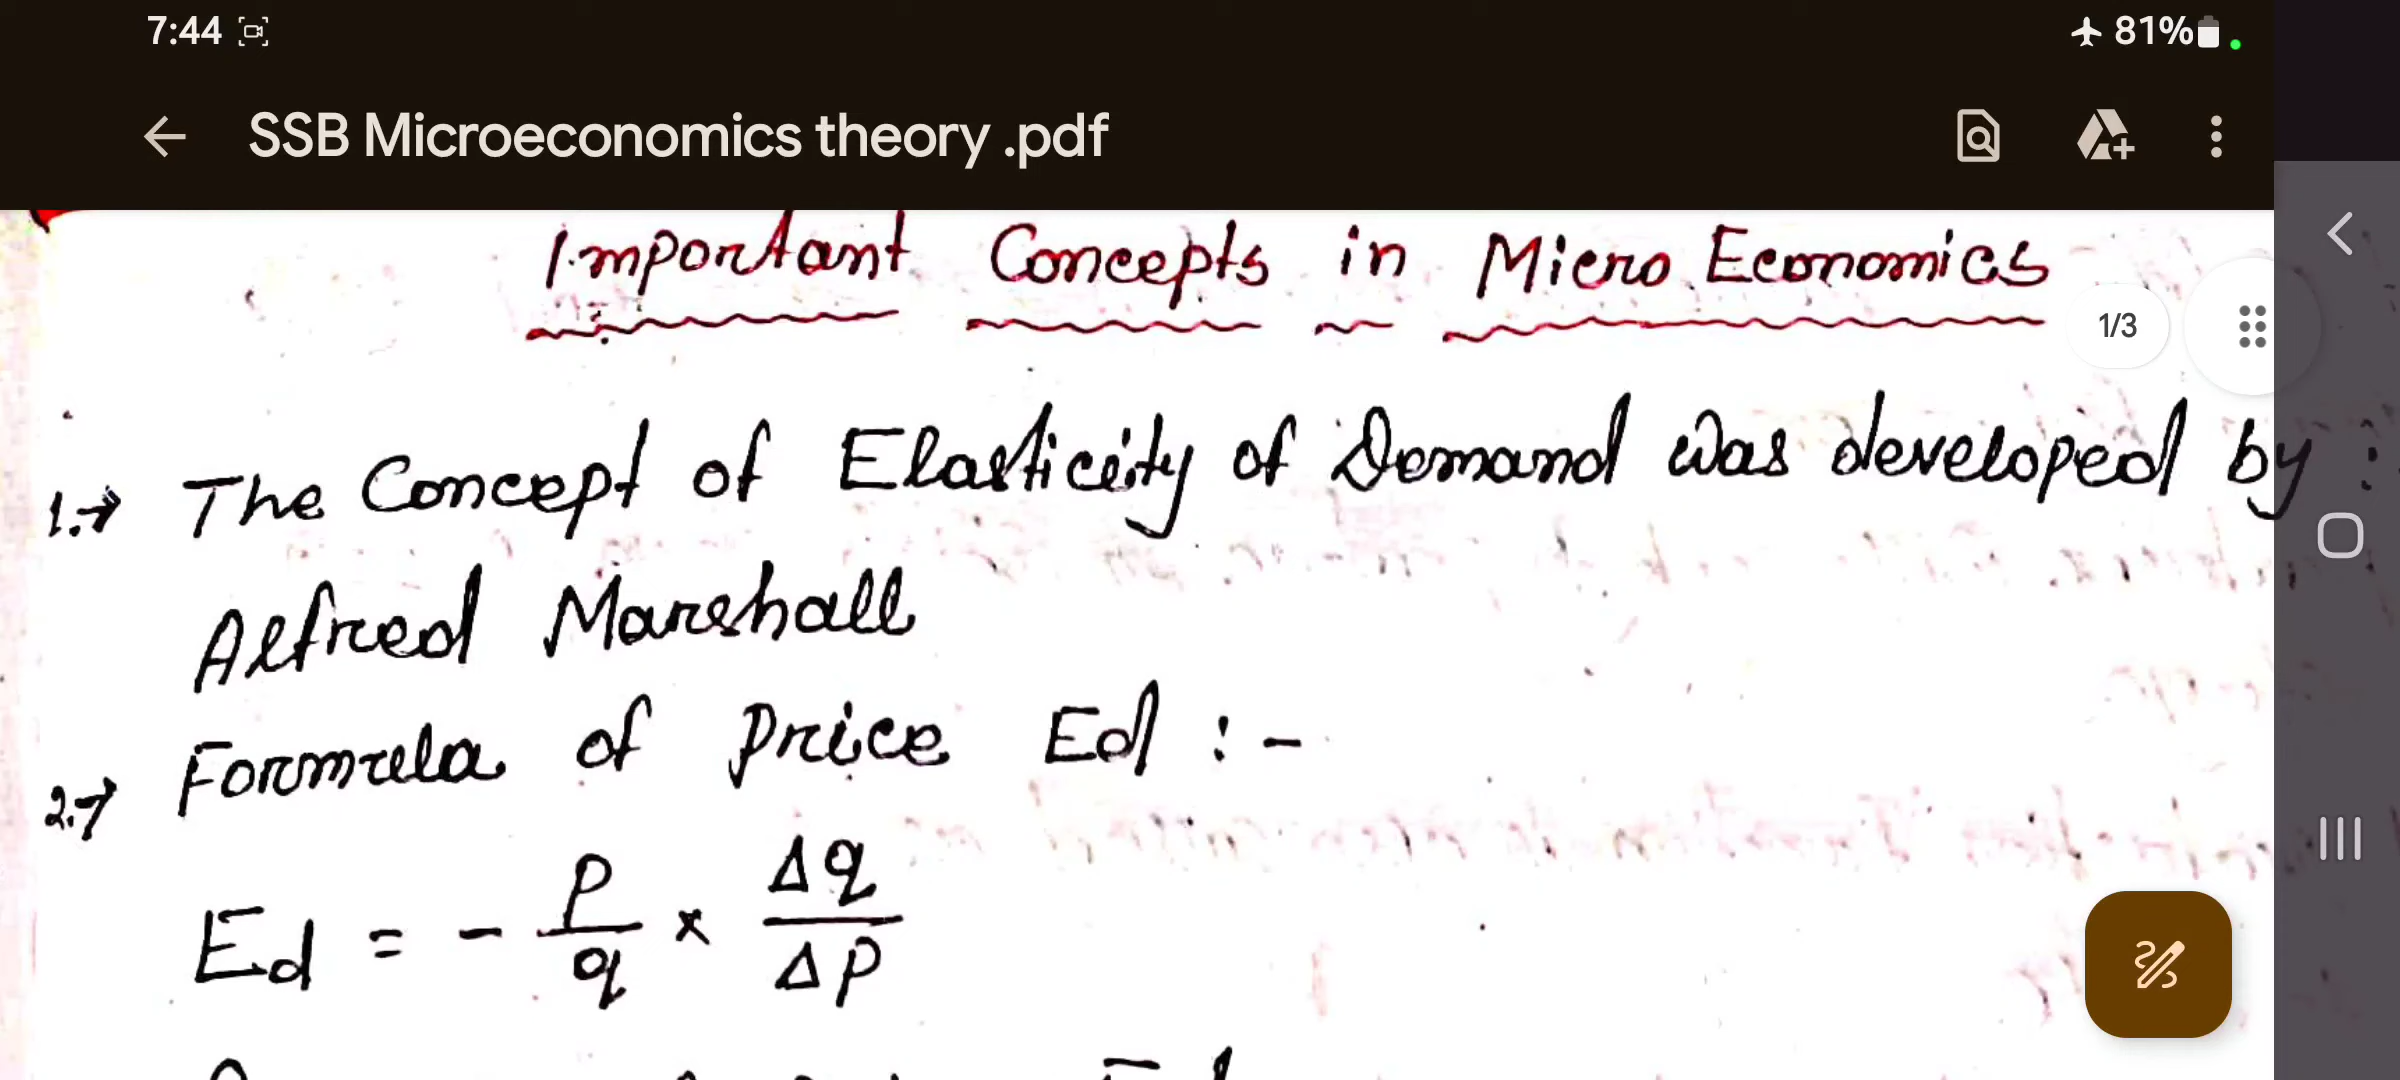 7:44
81%
SSB Microeconomics theory .pdf
Important Concepts in Micro Economics
1/3
1.→ The Concept of Elasticity of Demand was developed by :
Alfred Marshall
2.→ Formula of price Ed : -
Ed = - P/q × Δq/ΔP